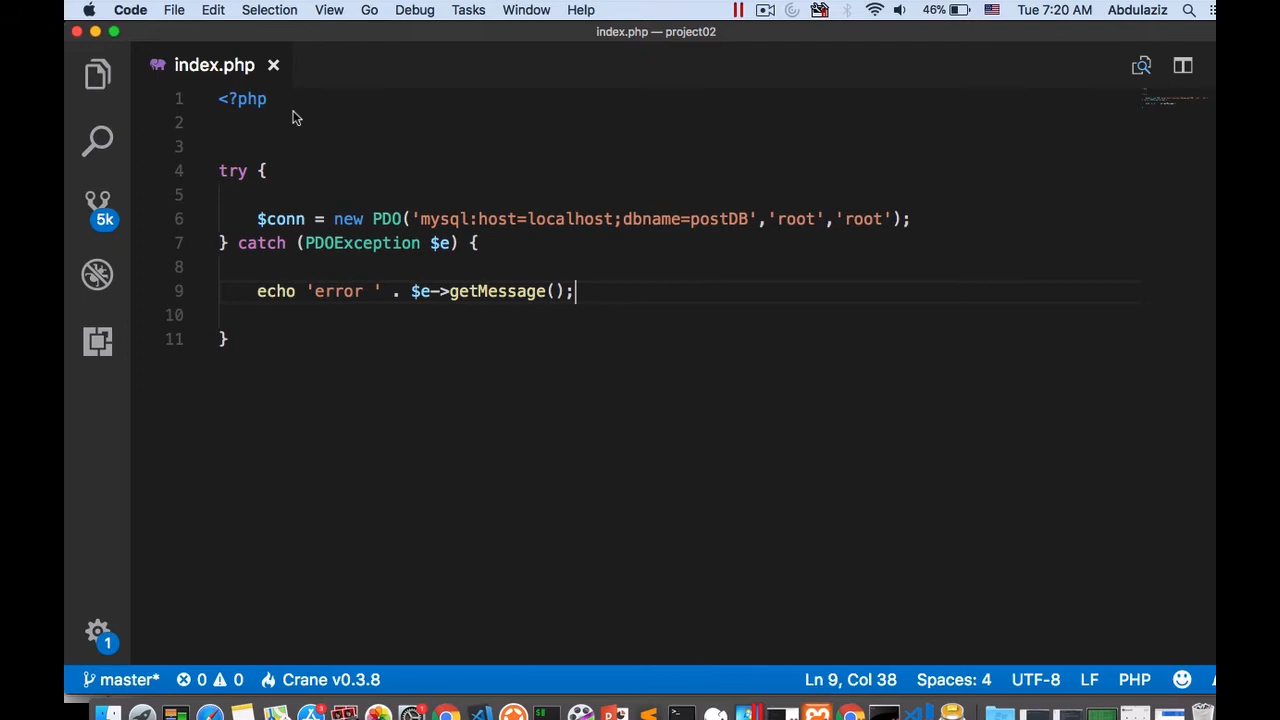 Code File Edit Selection View Go Debug Tasks Window Help 46% Tue 7:20 AM Abdulaziz
index.php — project02
index.php
1 <?php
2
3
4 try {
5
6 $conn = new PDO('mysql:host=localhost;dbname=postDB','root','root');
7 } catch (PDOException $e) {
8
9 echo 'error ' . $e->getMessage();
10
11 }
5k
1
master* 0 0 Crane v0.3.8 Ln 9, Col 38 Spaces: 4 UTF-8 LF PHP